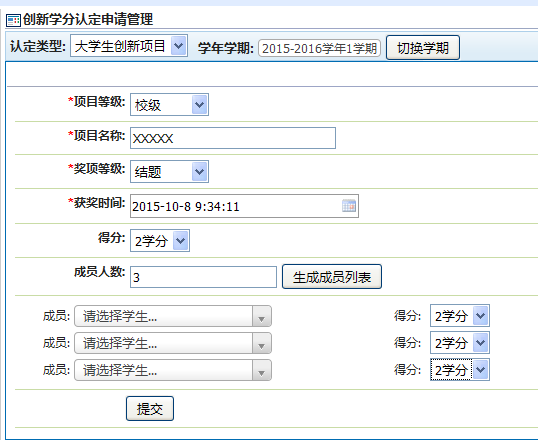 创新学分认定申请管理
认定类型: 大学生创新项目 学年学期: 2015-2016学年1学期 切换学期
*项目等级: 校级
*项目名称: XXXXX
*奖项等级: 结题
*获奖时间: 2015-10-8 9:34:11
得分: 2学分
成员人数: 3 生成成员列表
成员: 请选择学生... 得分: 2学分
成员: 请选择学生... 得分: 2学分
成员: 请选择学生... 得分: 2学分
提交